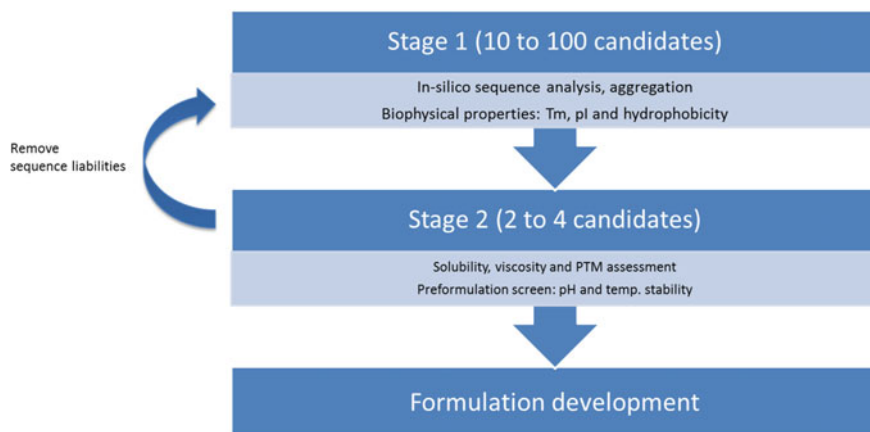 Stage 1 (10 to 100 candidates)
In-silico sequence analysis, aggregation
Biophysical properties: Tm, pI and hydrophobicity
Remove
sequence liabilities
Stage 2 (2 to 4 candidates)
Solubility, viscosity and PTM assessment
Preformulation screen: pH and temp. stability
Formulation development